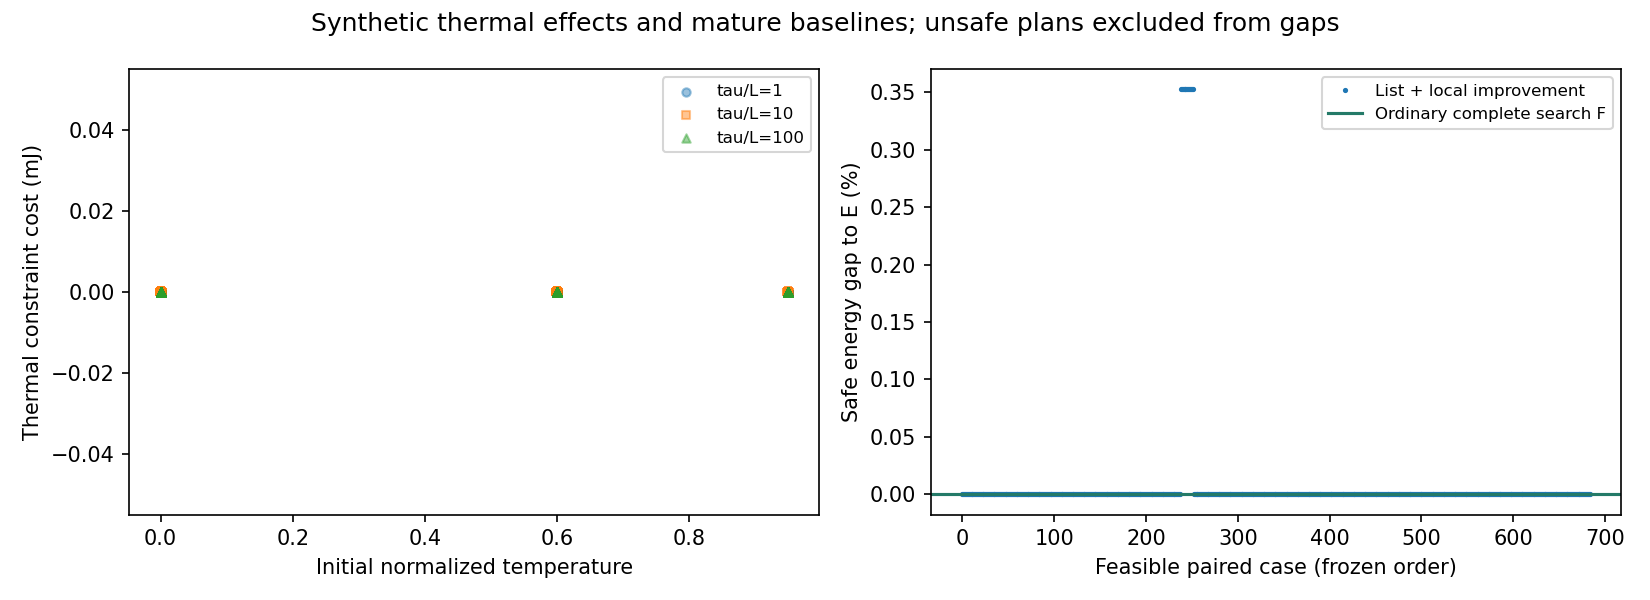 Synthetic thermal effects and mature baselines; unsafe plans excluded from gaps
Thermal constraint cost (mJ)
0.04
0.02
0.00
−0.02
−0.04
tau/L=1
tau/L=10
tau/L=100
0.0 0.2 0.4 0.6 0.8
Initial normalized temperature
Safe energy gap to E (%)
0.35
0.30
0.25
0.20
0.15
0.10
0.05
0.00
List + local improvement
Ordinary complete search F
0 100 200 300 400 500 600 700
Feasible paired case (frozen order)